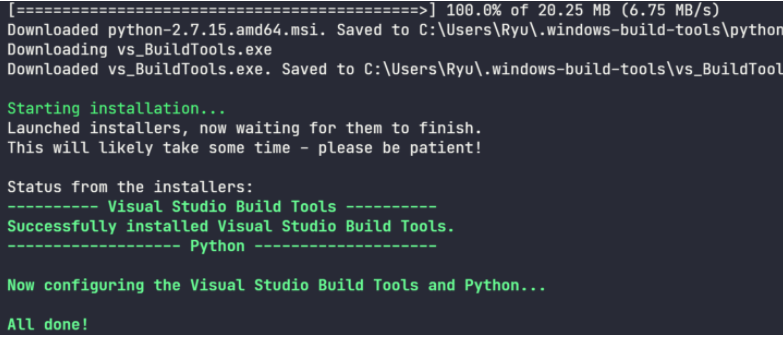 [============================================>] 100.0% of 20.25 MB (6.75 MB/s)
Downloaded python-2.7.15.amd64.msi. Saved to C:\Users\Ryu\.windows-build-tools\python
Downloading vs_BuildTools.exe
Downloaded vs_BuildTools.exe. Saved to C:\Users\Ryu\.windows-build-tools\vs_BuildTool
Starting installation...
Launched installers, now waiting for them to finish.
This will likely take some time - please be patient!
Status from the installers:
---------- Visual Studio Build Tools ----------
Successfully installed Visual Studio Build Tools.
------------------- Python --------------------
Now configuring the Visual Studio Build Tools and Python...
All done!